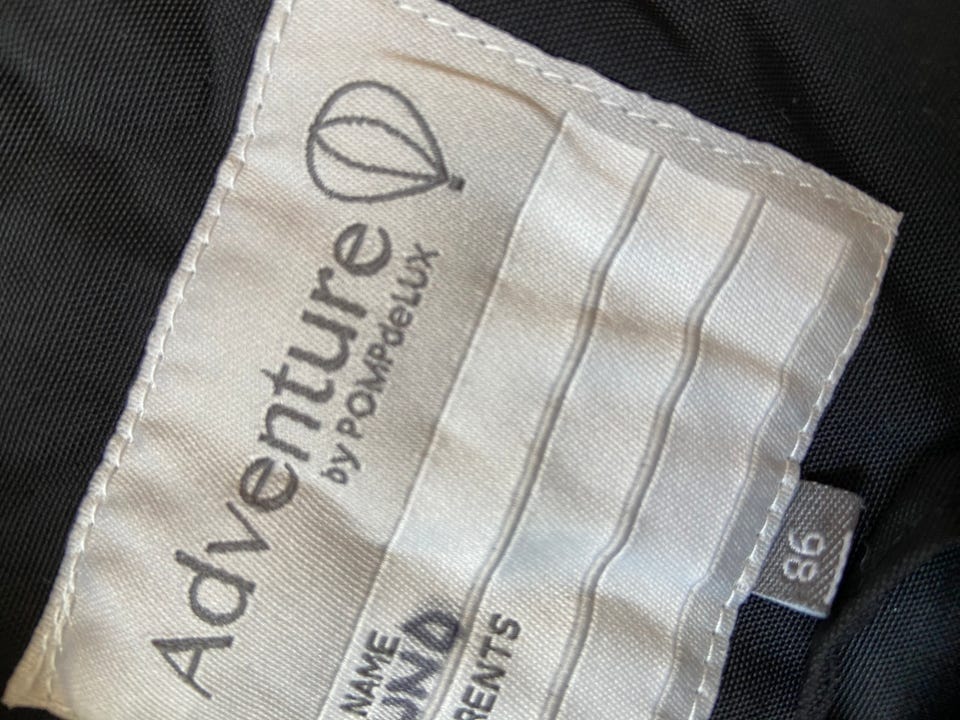 Adventure
by POMPdeLUX
NAME
UND
RENTS
86